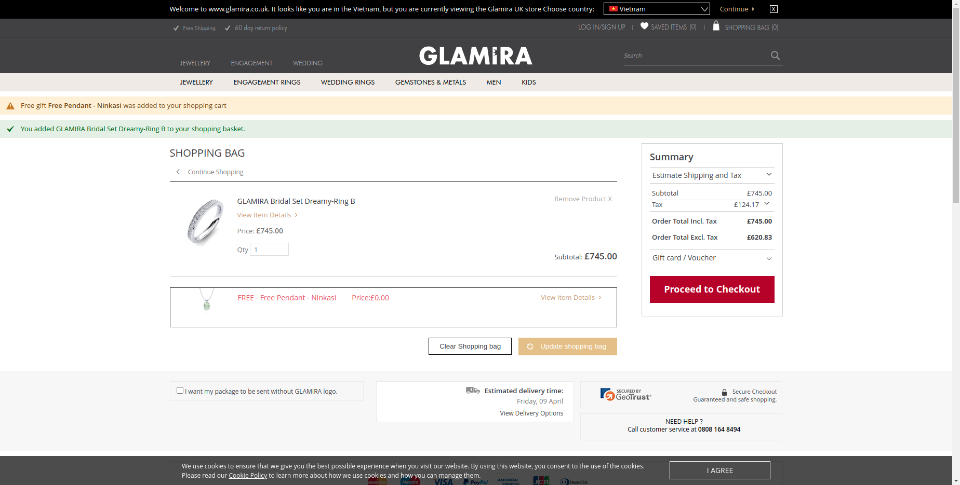 Welcome to www.glamira.co.uk. It looks like you are in the Vietnam, but you are currently viewing the Glamira UK store Choose country: Vietnam Continue
Free Shipping 60 day return policy LOG IN/SIGN UP SAVED ITEMS (0) SHOPPING BAG (0)
GLAMIRA
Search
JEWELLERY ENGAGEMENT WEDDING
JEWELLERY ENGAGEMENT RINGS WEDDING RINGS GEMSTONES & METALS MEN KIDS
Free gift Free Pendant - Ninkasi was added to your shopping cart
You added GLAMIRA Bridal Set Dreamy-Ring B to your shopping basket.
SHOPPING BAG
Continue Shopping
GLAMIRA Bridal Set Dreamy-Ring B
Remove Product X
View Item Details
Price: £745.00
Qty 1
Subtotal: £745.00
FREE - Free Pendant - Ninkasi Price:£0.00 View Item Details
Clear Shopping bag
Update shopping bag
Summary
Estimate Shipping and Tax
Subtotal £745.00
Tax £124.17
Order Total Incl. Tax £745.00
Order Total Excl. Tax £620.83
Gift card / Voucher
Proceed to Checkout
I want my package to be sent without GLAMIRA logo.
Estimated delivery time:
Friday, 09 April
View Delivery Options
SECURED BY
GeoTrust
Secure Checkout
Guaranteed and safe shopping.
NEED HELP ?
Call customer service at 0808 164 8494
We use cookies to ensure that we give you the best possible experience when you visit our website. By using this website, you consent to the use of the cookies.
Please read our Cookie Policy to learn more about how we use cookies and how you can manage them.
I AGREE
VISA PayPal